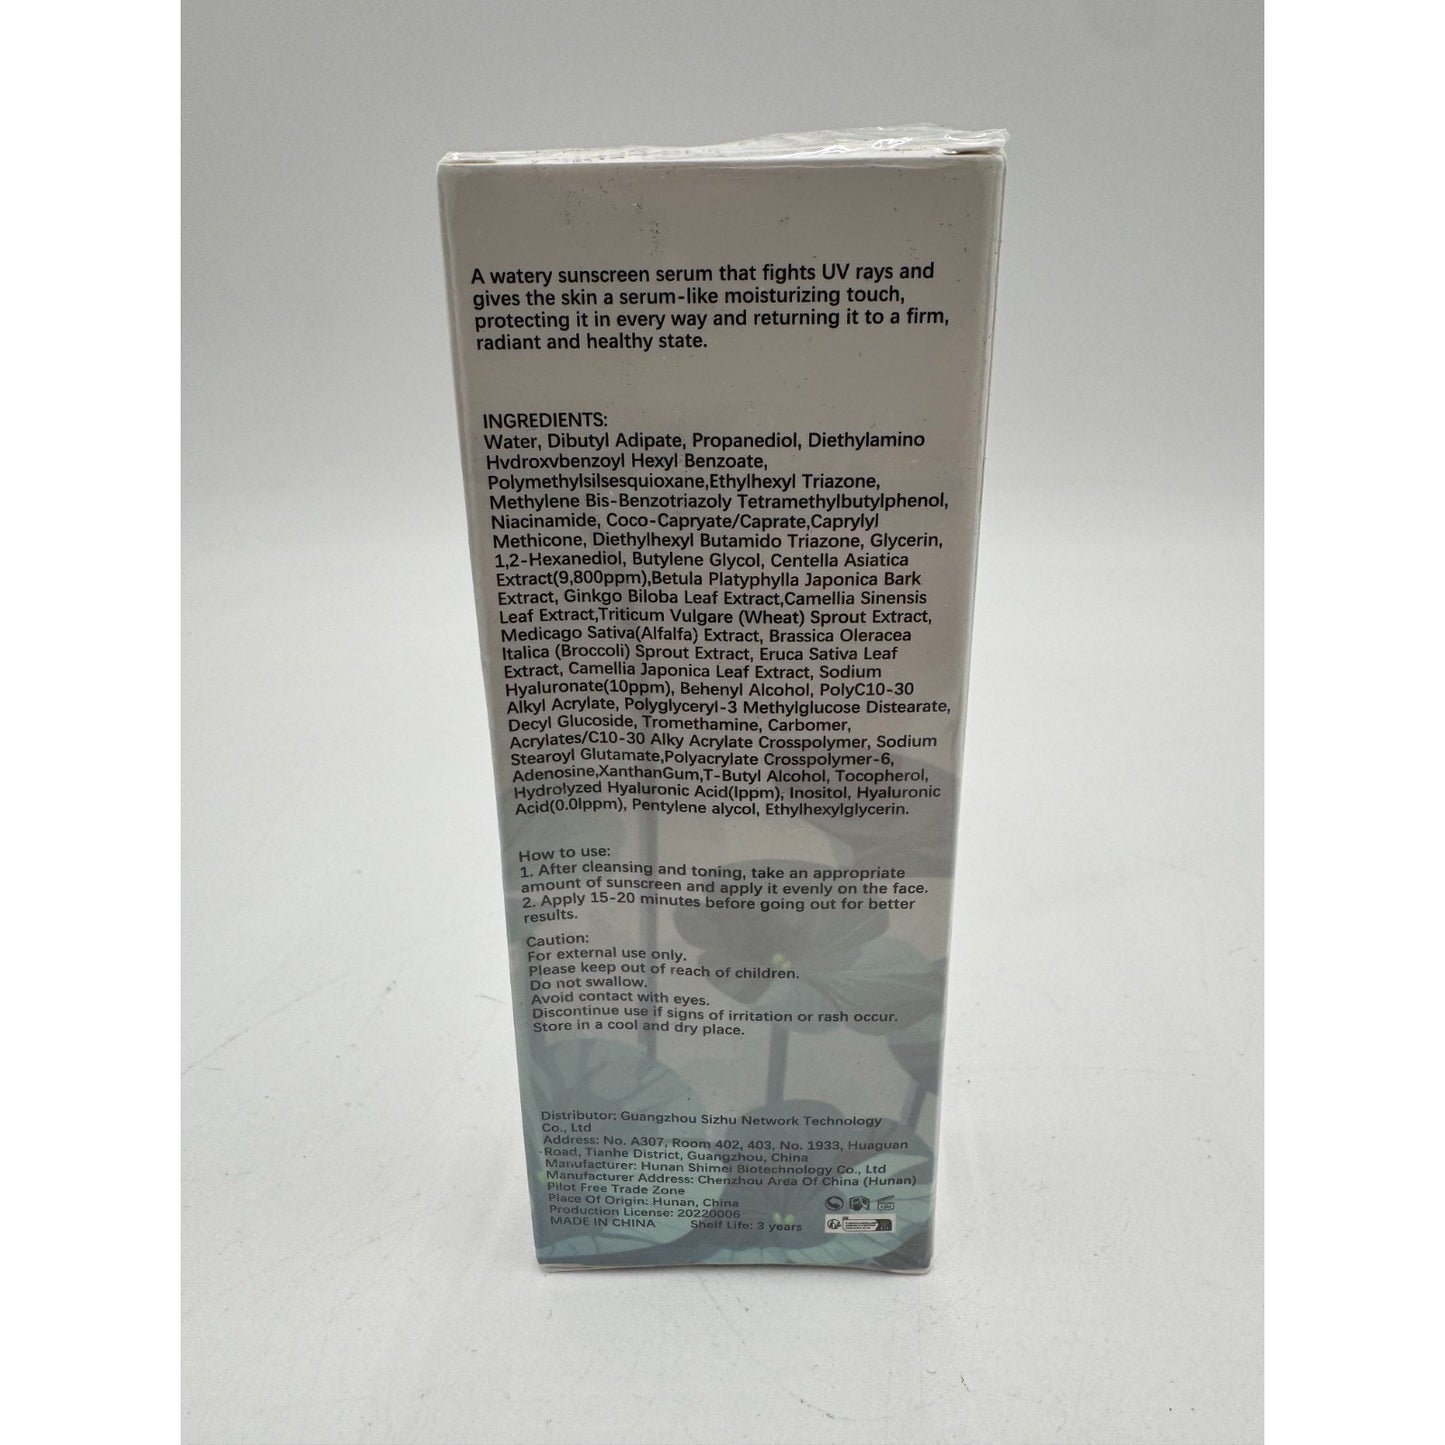 A watery sunscreen serum that fights UV rays and
gives the skin a serum-like moisturizing touch,
protecting it in every way and returning it to a firm,
radiant and healthy state.
INGREDIENTS:
Water, Dibutyl Adipate, Propanediol, Diethylamino
Hvdroxvbenzoyl Hexyl Benzoate,
Polymethylsilsesquioxane,Ethylhexyl Triazone,
Methylene Bis-Benzotriazoly Tetramethylbutylphenol,
Niacinamide, Coco-Capryate/Caprate,Caprylyl
Methicone, Diethylhexyl Butamido Triazone, Glycerin,
1,2-Hexanediol, Butylene Glycol, Centella Asiatica
Extract(9,800ppm),Betula Platyphylla Japonica Bark
Extract, Ginkgo Biloba Leaf Extract,Camellia Sinensis
Leaf Extract,Triticum Vulgare (Wheat) Sprout Extract,
Medicago Sativa(Alfalfa) Extract, Brassica Oleracea
Italica (Broccoli) Sprout Extract, Eruca Sativa Leaf
Extract, Camellia Japonica Leaf Extract, Sodium
Hyaluronate(10ppm), Behenyl Alcohol, PolyC10-30
Alkyl Acrylate, Polyglyceryl-3 Methylglucose Distearate,
Decyl Glucoside, Tromethamine, Carbomer,
Acrylates/C10-30 Alky Acrylate Crosspolymer, Sodium
Stearoyl Glutamate,Polyacrylate Crosspolymer-6,
Adenosine,XanthanGum,T-Butyl Alcohol, Tocopherol,
Hydrolyzed Hyaluronic Acid(lppm), Inositol, Hyaluronic
Acid(0.0lppm), Pentylene alycol, Ethylhexylglycerin.
How to use:
1. After cleansing and toning, take an appropriate
amount of sunscreen and apply it evenly on the face.
2. Apply 15-20 minutes before going out for better
results.
Caution:
For external use only.
Please keep out of reach of children.
Do not swallow.
Avoid contact with eyes.
Discontinue use if signs of irritation or rash occur.
Store in a cool and dry place.
Distributor: Guangzhou Sizhu Network Technology
Co., Ltd
Address: No. A307, Room 402, 403, No. 1933, Huaguan
Road, Tianhe District, Guangzhou, China
Manufacturer: Hunan Shimei Biotechnology Co., Ltd
Manufacturer Address: Chenzhou Area Of China (Hunan)
Pilot Free Trade Zone
Place Of Origin: Hunan, China
Production License: 20220006
MADE IN CHINA Shelf Life: 3 years